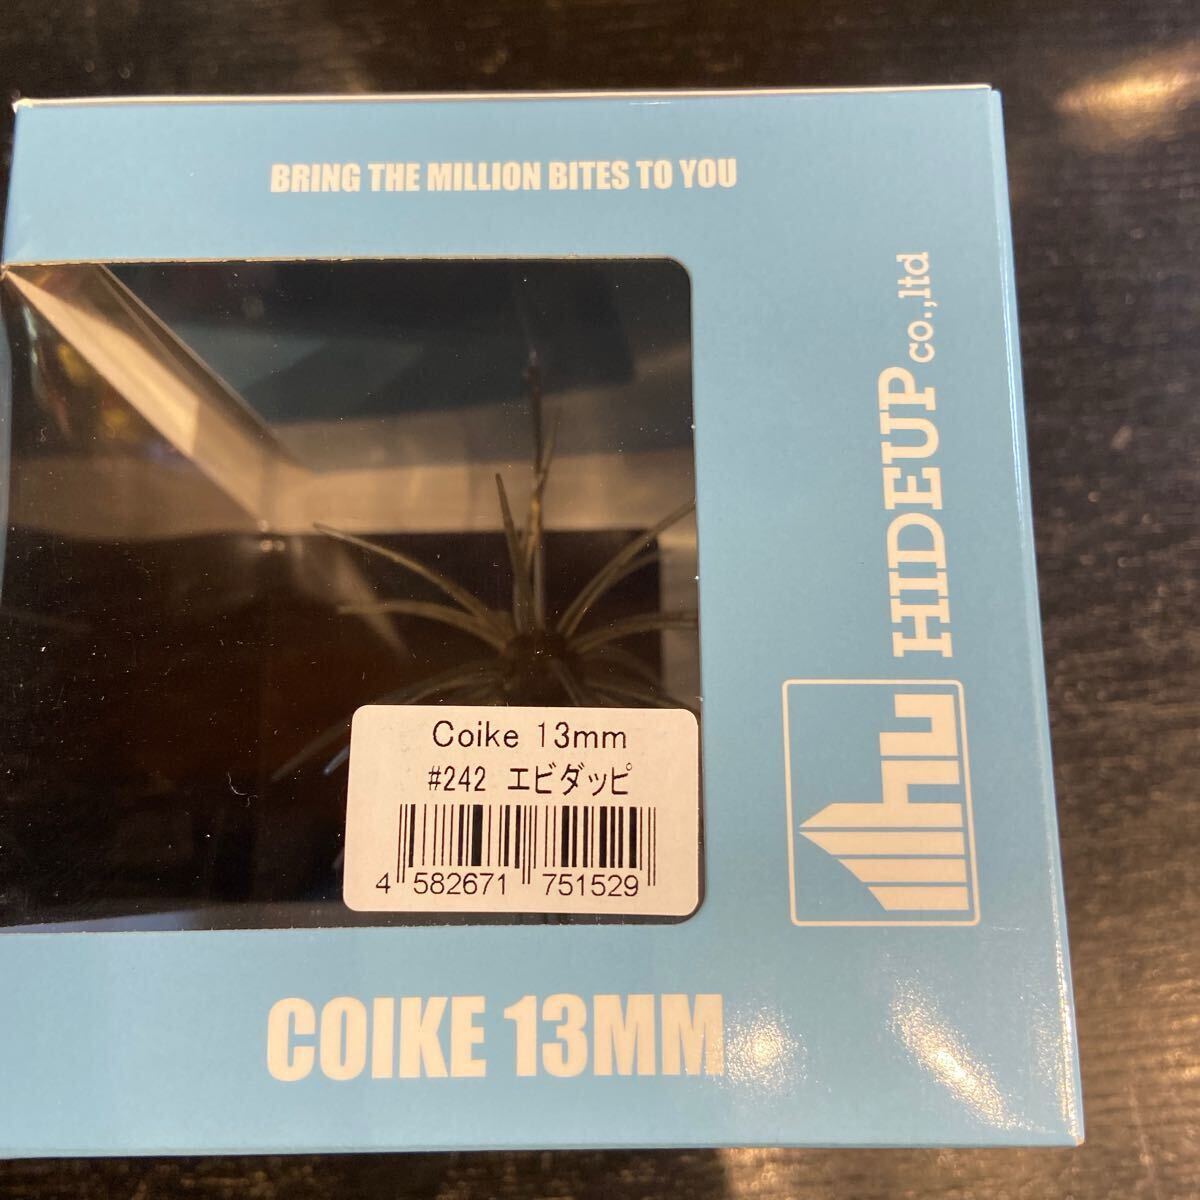 BRING THE MILLION BITES TO YOU
HIDEUP co.,ltd
hu
Coike 13mm
#242 エビダッピ
4 582671 751529
COIKE 13MM